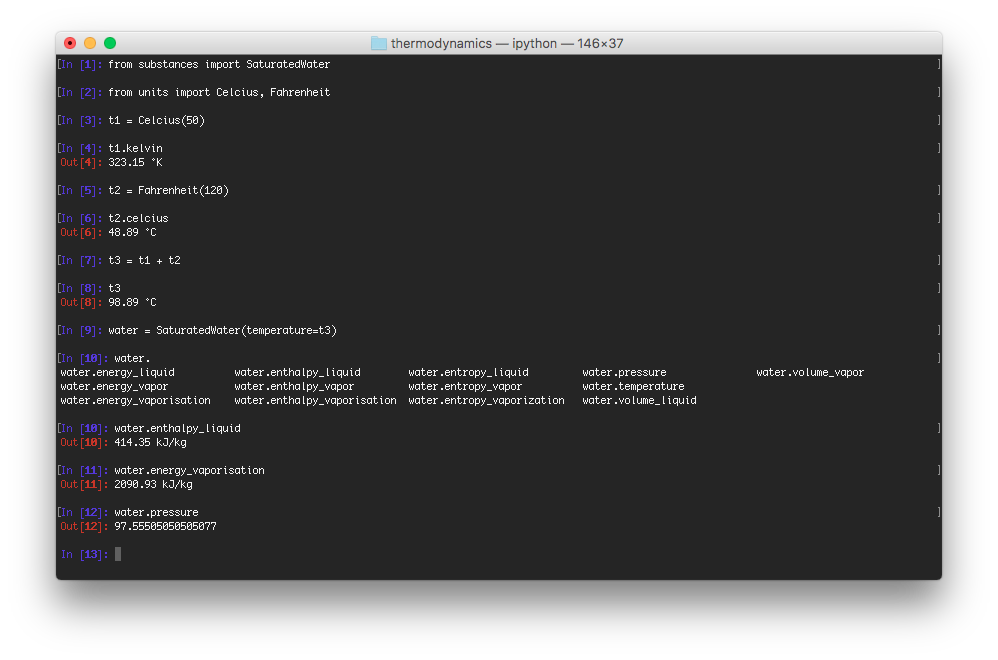 thermodynamics — ipython — 146×37
[In [1]: from substances import SaturatedWater ]
[In [2]: from units import Celcius, Fahrenheit ]
[In [3]: t1 = Celcius(50) ]
[In [4]: t1.kelvin ]
Out[4]: 323.15 °K
[In [5]: t2 = Fahrenheit(120) ]
[In [6]: t2.celcius ]
Out[6]: 48.89 °C
[In [7]: t3 = t1 + t2 ]
[In [8]: t3 ]
Out[8]: 98.89 °C
[In [9]: water = SaturatedWater(temperature=t3) ]
[In [10]: water. ]
water.energy_liquid water.enthalpy_liquid water.entropy_liquid water.pressure water.volume_vapor
water.energy_vapor water.enthalpy_vapor water.entropy_vapor water.temperature
water.energy_vaporisation water.enthalpy_vaporisation water.entropy_vaporization water.volume_liquid
[In [10]: water.enthalpy_liquid ]
Out[10]: 414.35 kJ/kg
[In [11]: water.energy_vaporisation ]
Out[11]: 2090.93 kJ/kg
[In [12]: water.pressure ]
Out[12]: 97.55505050505077
In [13]: